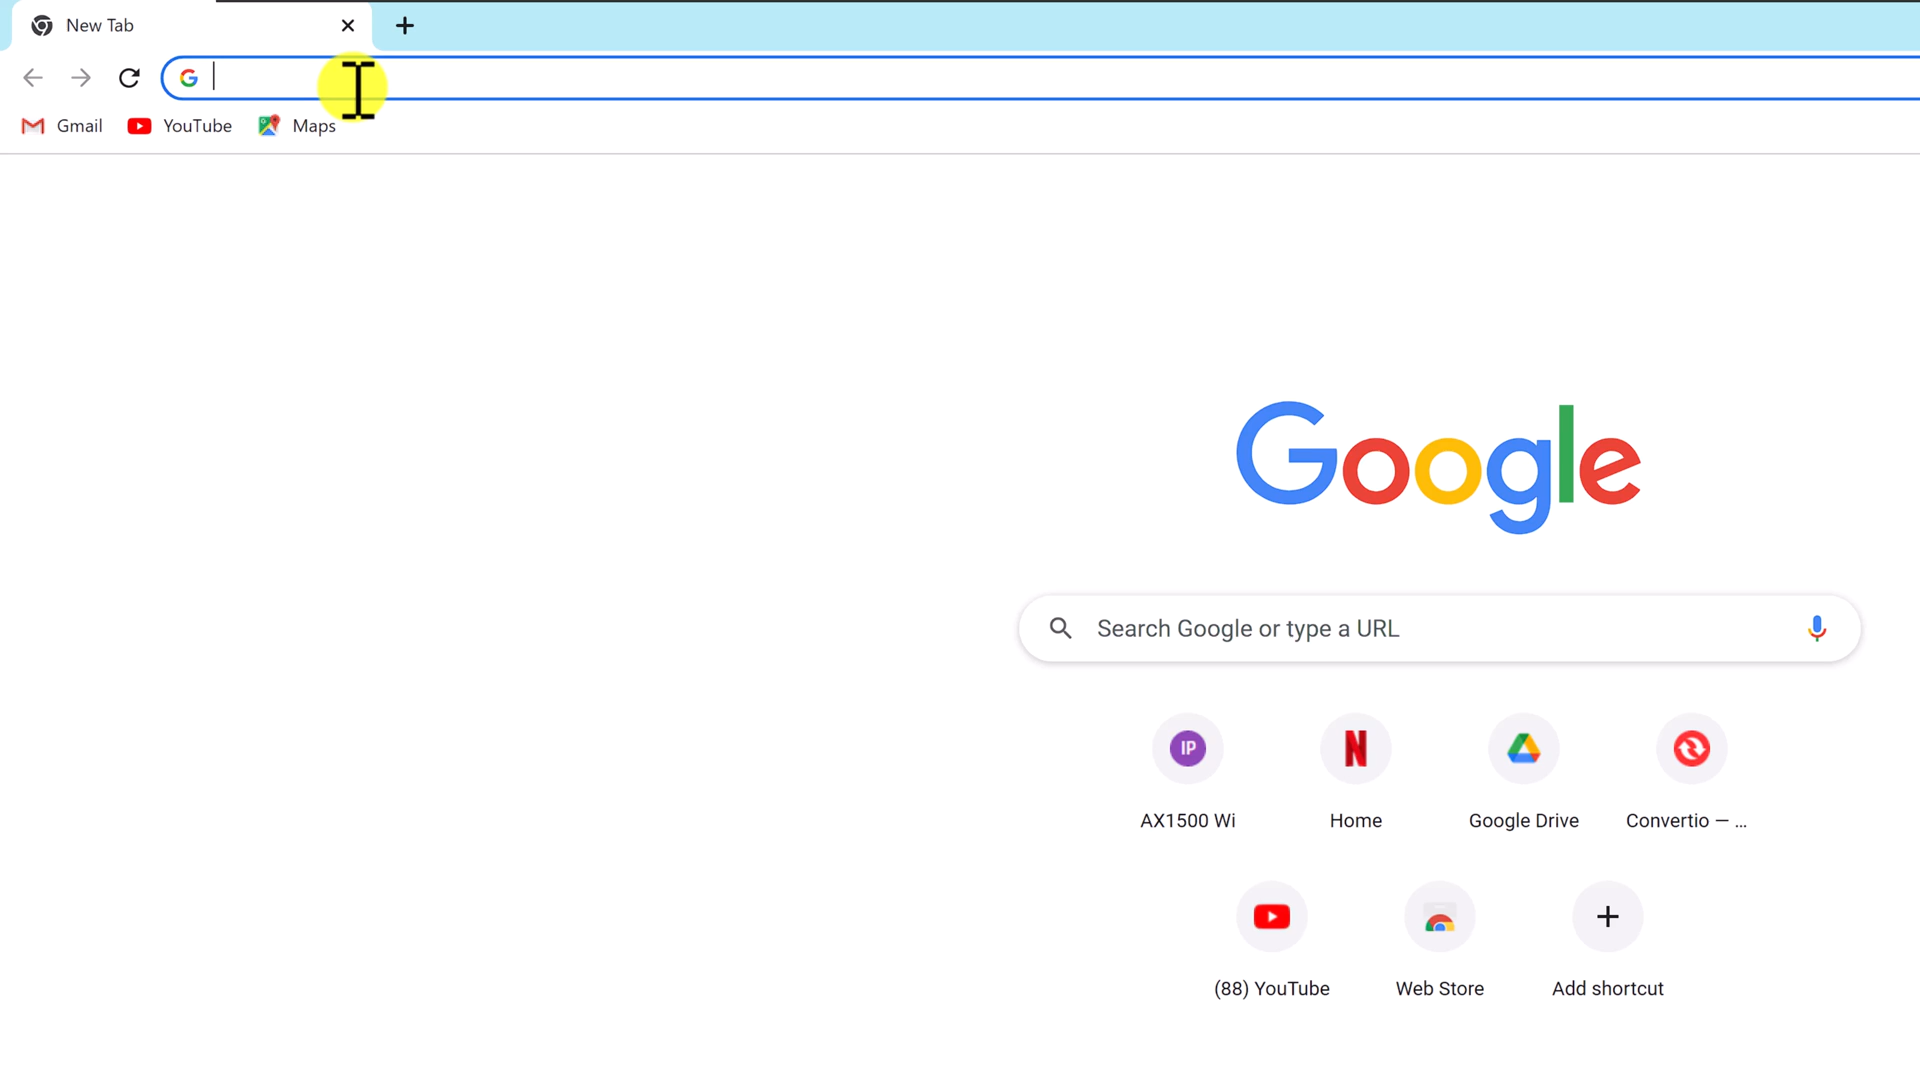 New Tab
Gmail YouTube Maps
Google
Search Google or type a URL
IP
AX1500 Wi Home Google Drive Convertio — ...
(88) YouTube Web Store Add shortcut